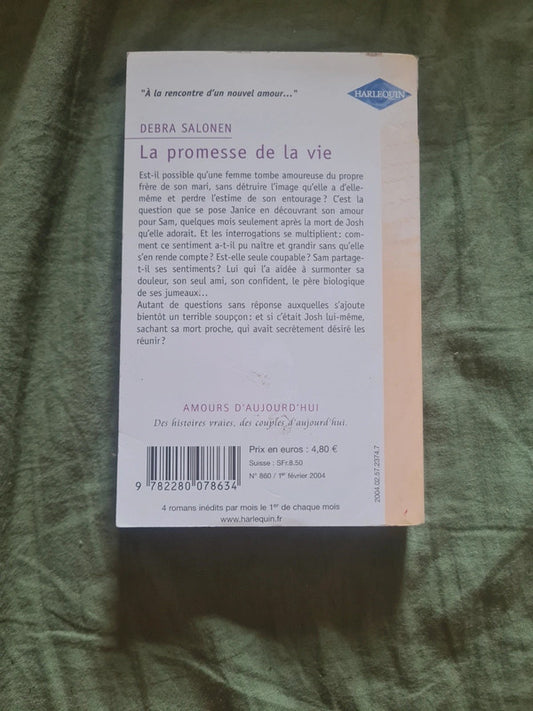 "À la rencontre d'un nouvel amour..."
HARLEQUIN
DEBRA SALONEN
La promesse de la vie
Est-il possible qu'une femme tombe amoureuse du propre
frère de son mari, sans détruire l'image qu'elle a d'elle-
même et perdre l'estime de son entourage ? C'est la
question que se pose Janice en découvrant son amour
pour Sam, quelques mois seulement après la mort de Josh
qu'elle adorait. Et les interrogations se multiplient : com-
ment ce sentiment a-t-il pu naître et grandir sans qu'elle
s'en rende compte ? Est-elle seule coupable ? Sam partage-
t-il ses sentiments ? Lui qui l'a aidée à surmonter sa
douleur, son seul ami, son confident, le père biologique
de ses jumeaux...
Autant de questions sans réponse auxquelles s'ajoute
bientôt un terrible soupçon : et si c'était Josh lui-même,
sachant sa mort proche, qui avait secrètement désiré les
réunir ?
AMOURS D'AUJOURD'HUI
Des histoires vraies, des couples d'aujourd'hui.
Prix en euros : 4,80 €
Suisse : SFr.8.50
N° 860 / 1er février 2004
9 782280 078634
2004.02.57.2374.7
4 romans inédits par mois le 1er de chaque mois
www.harlequin.fr